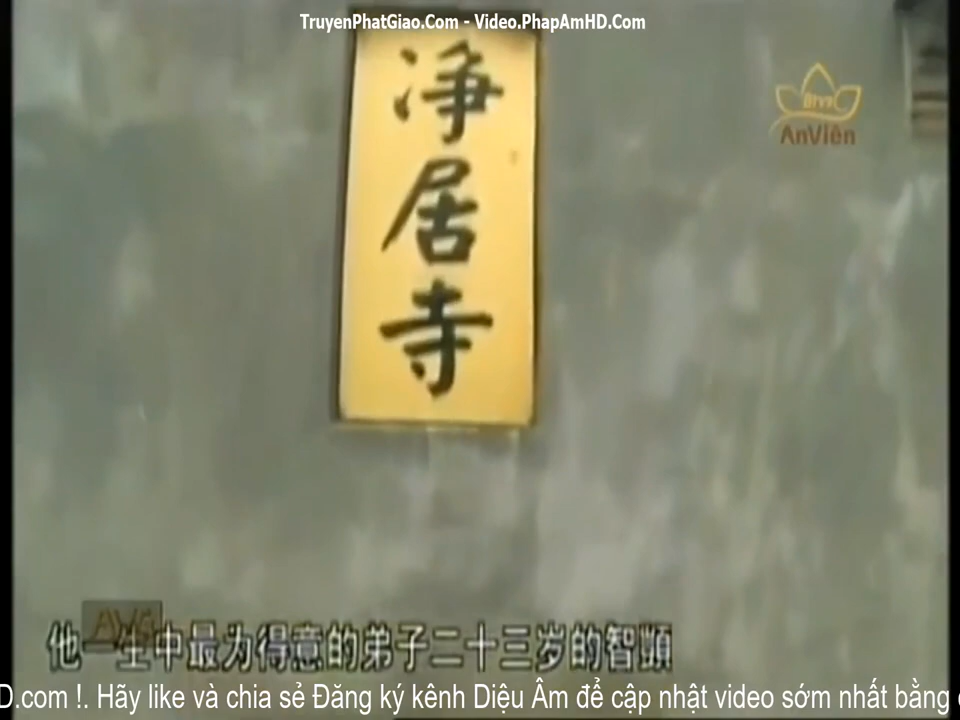 TruyenPhatGiao.Com - Video.PhapAmHD.Com
净居寺
Btv9
AnViên
他一生中最为得意的弟子二十三岁的智顗
D.com !. Hãy like và chia sẻ Đăng ký kênh Diệu Âm để cập nhật video sớm nhất bằng